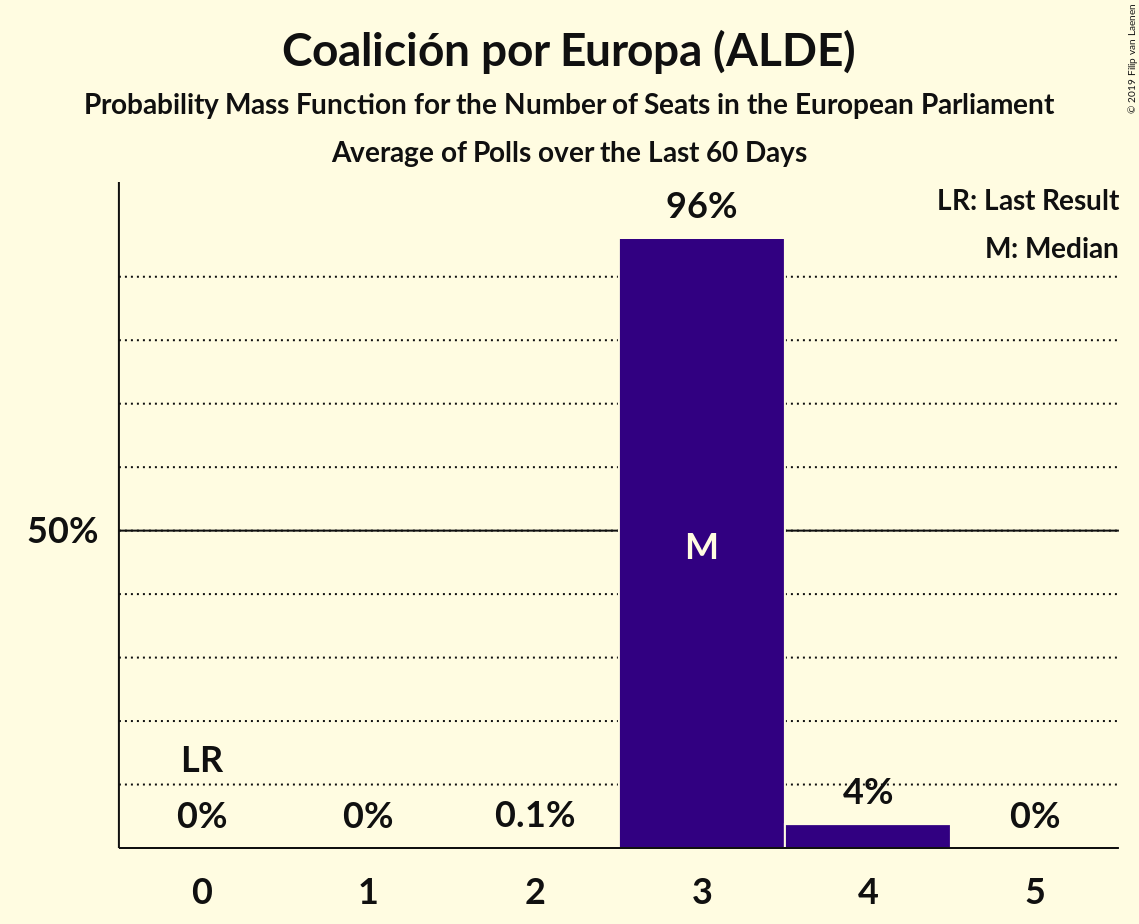 Coalición por Europa (ALDE)
Probability Mass Function for the Number of Seats in the European Parliament
Average of Polls over the Last 60 Days
© 2019 Filip van Laenen
LR: Last Result
M: Median
96%
50%
M
LR
0%
0%
0.1%
4%
0%
0
1
2
3
4
5